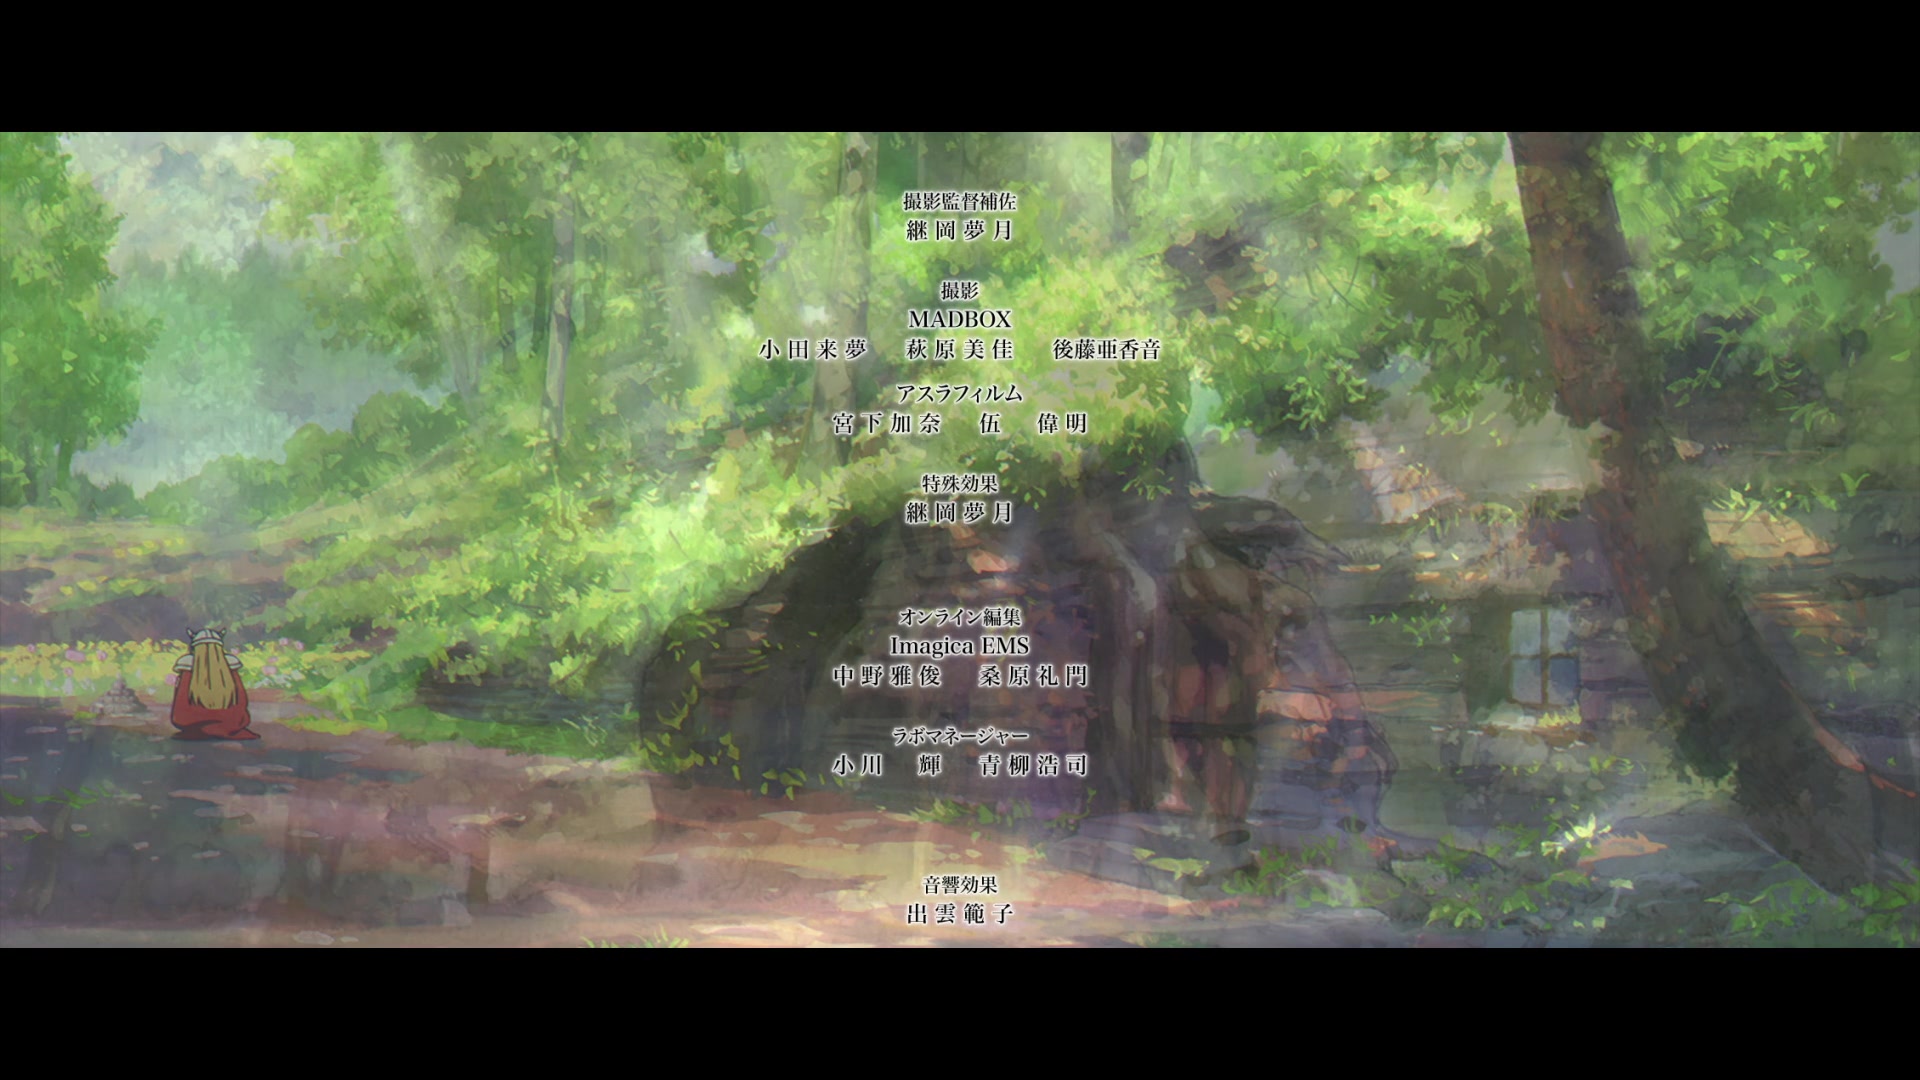 撮影監督補佐
継岡夢月
撮影
MADBOX
小田来夢 萩原美佳 後藤亜香音
アスラフィルム
宮下加奈 伍 偉明
特殊効果
継岡夢月
オンライン編集
Imagica EMS
中野雅俊 桑原礼門
ラボマネージャー
小川 輝 青柳浩司
音響効果
出雲範子